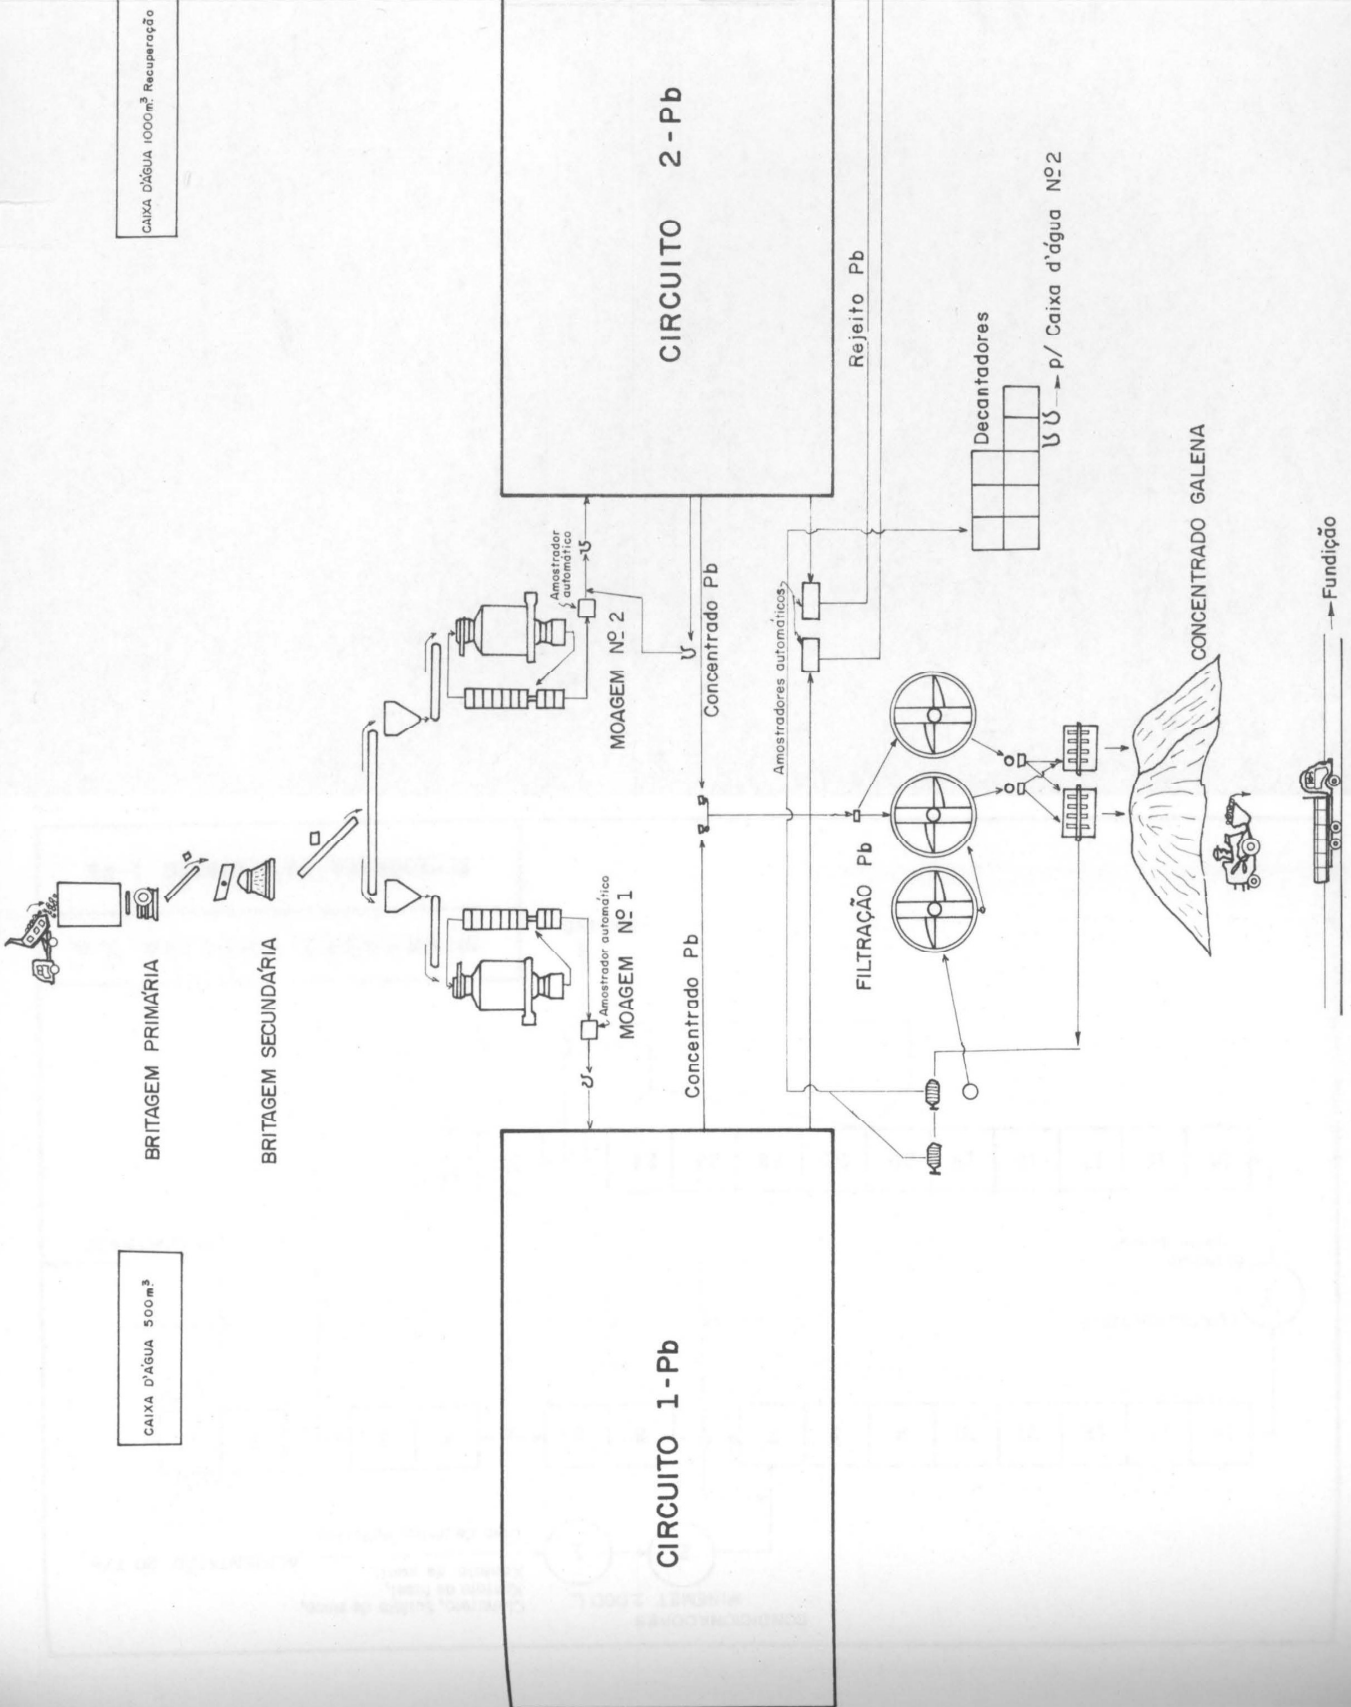 CAIXA D'ÁGUA 500m³.
CAIXA D'ÁGUA 1000m³. Recuperação
BRITAGEM PRIMÁRIA
BRITAGEM SECUNDÁRIA
Amostrador automático
MOAGEM Nº 1
Amostrador
automático
MOAGEM Nº 2
CIRCUITO 1-Pb
CIRCUITO 2-Pb
Concentrado Pb
Concentrado Pb
Amostradores automáticos
Rejeito Pb
FILTRAÇÃO Pb
Decantadores
p/ Caixa d'água Nº 2
CONCENTRADO GALENA
Fundição